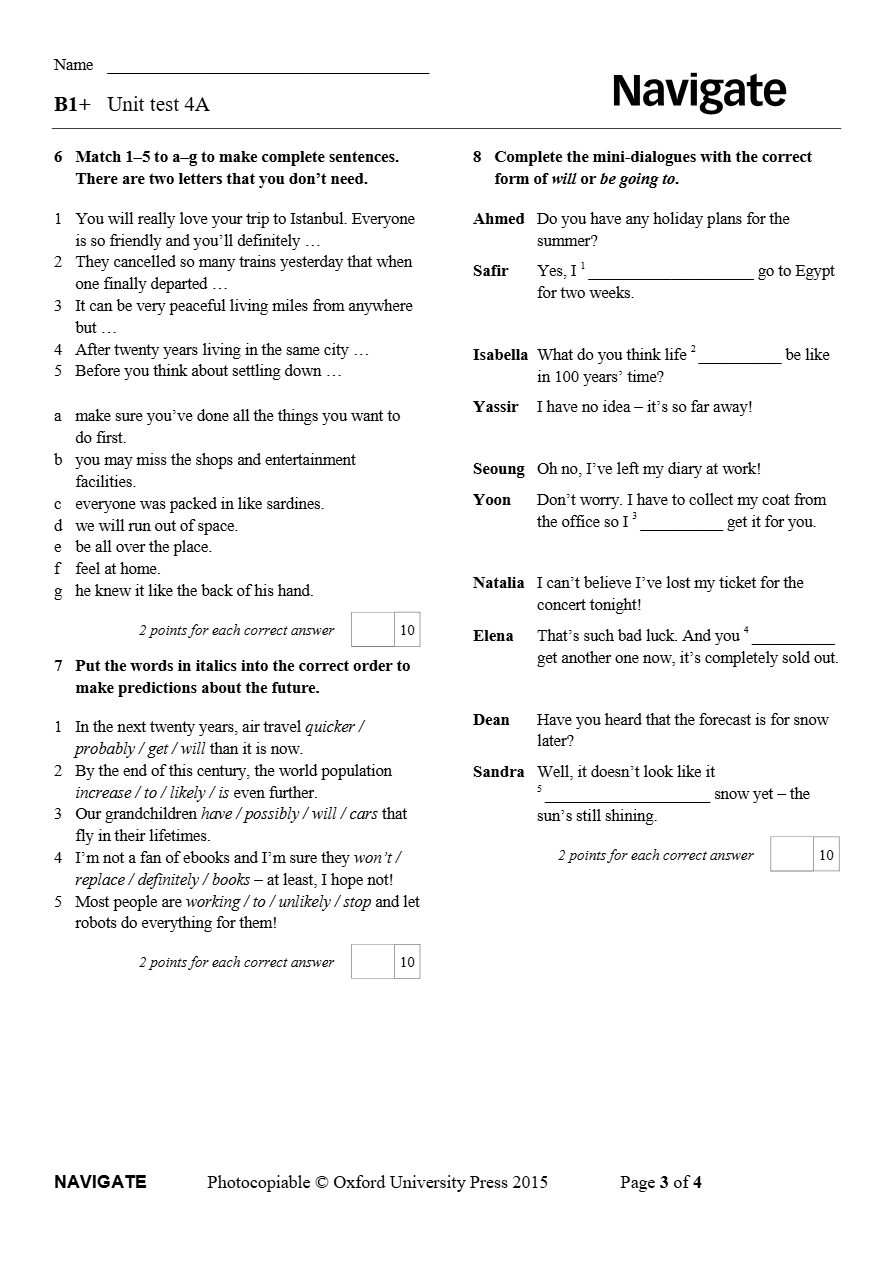 Name
Navigate
B1+ Unit test 4A
6 Match 1–5 to a–g to make complete sentences.
There are two letters that you don't need.
1 You will really love your trip to Istanbul. Everyone
is so friendly and you'll definitely …
2 They cancelled so many trains yesterday that when
one finally departed …
3 It can be very peaceful living miles from anywhere
but …
4 After twenty years living in the same city …
5 Before you think about settling down …
a make sure you've done all the things you want to
do first.
b you may miss the shops and entertainment
facilities.
c everyone was packed in like sardines.
d we will run out of space.
e be all over the place.
f feel at home.
g he knew it like the back of his hand.
2 points for each correct answer 10
7 Put the words in italics into the correct order to
make predictions about the future.
1 In the next twenty years, air travel quicker /
probably / get / will than it is now.
2 By the end of this century, the world population
increase / to / likely / is even further.
3 Our grandchildren have / possibly / will / cars that
fly in their lifetimes.
4 I'm not a fan of ebooks and I'm sure they won't /
replace / definitely / books – at least, I hope not!
5 Most people are working / to / unlikely / stop and let
robots do everything for them!
2 points for each correct answer 10
8 Complete the mini-dialogues with the correct
form of will or be going to.
Ahmed Do you have any holiday plans for the
summer?
Safir Yes, I 1 ____________________ go to Egypt
for two weeks.
Isabella What do you think life 2 __________ be like
in 100 years' time?
Yassir I have no idea – it's so far away!
Seoung Oh no, I've left my diary at work!
Yoon Don't worry. I have to collect my coat from
the office so I 3 __________ get it for you.
Natalia I can't believe I've lost my ticket for the
concert tonight!
Elena That's such bad luck. And you 4 __________
get another one now, it's completely sold out.
Dean Have you heard that the forecast is for snow
later?
Sandra Well, it doesn't look like it
5 ____________________ snow yet – the
sun's still shining.
2 points for each correct answer 10
NAVIGATE Photocopiable © Oxford University Press 2015 Page 3 of 4